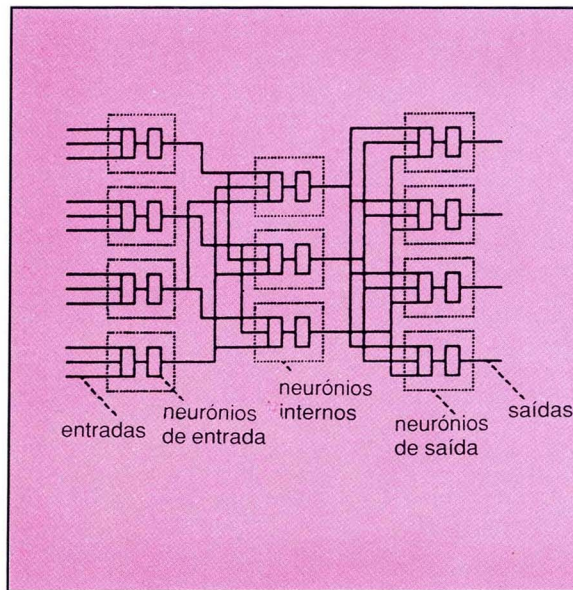 entradas
neurónios
de entrada
neurónios
internos
neurónios
de saída
saídas